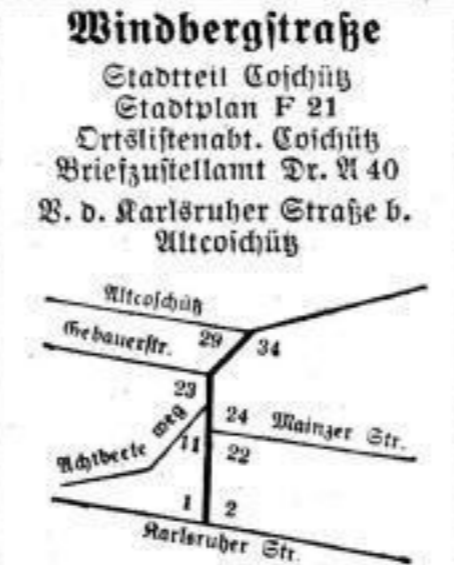 Windbergstraße
Stadtteil Coschütz
Stadtplan F 21
Ortslistenabt. Coschütz
Briefzustellamt Dr. A 40
V. d. Karlsruher Straße b.
Altcoschütz
Altcoschütz
Gebauerstr.
29
34
23
24 Mainzer Str.
Achtbeete weg
11
22
1
2
Karlsruher Str.